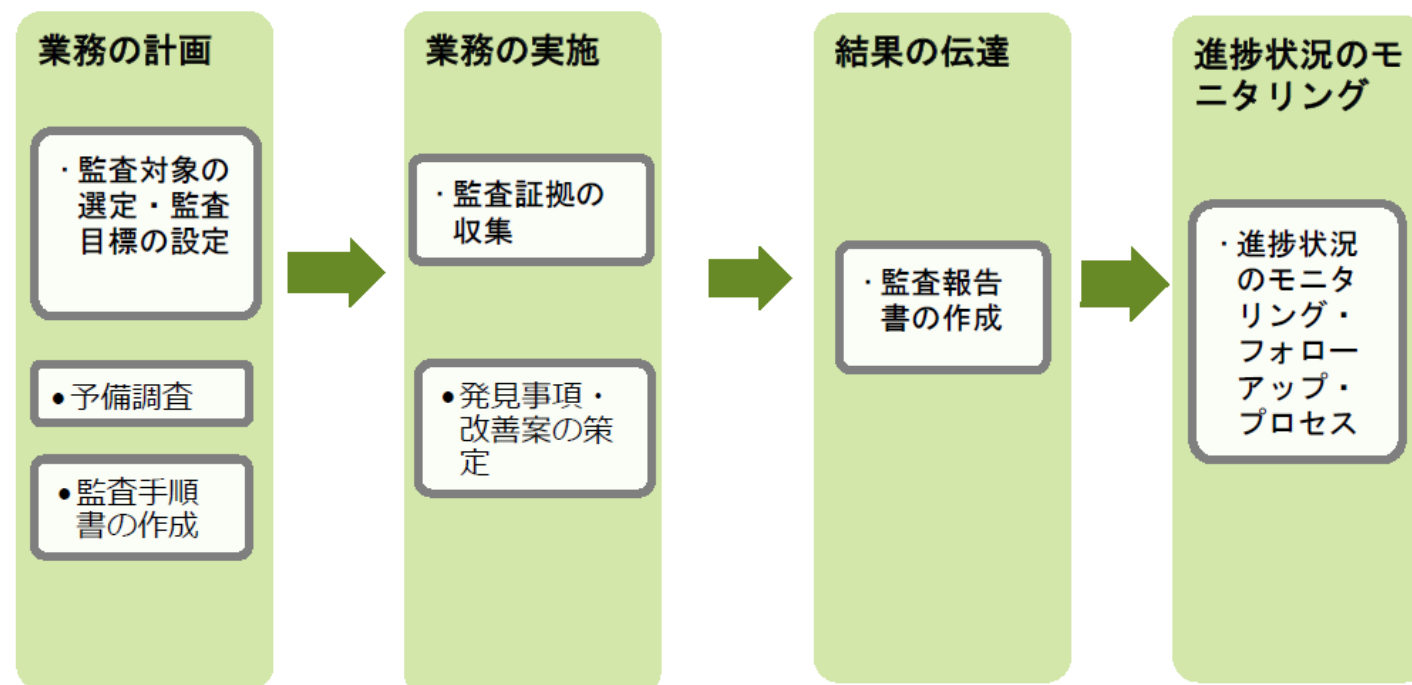 業務の計画
・監査対象の
選定・監査
目標の設定
●予備調査
●監査手順
書の作成
業務の実施
・監査証拠の
収集
●発見事項・
改善案の策
定
結果の伝達
・監査報告
書の作成
進捗状況のモ
ニタリング
・進捗状況
のモニタ
リング・
フォロー
アップ・
プロセス